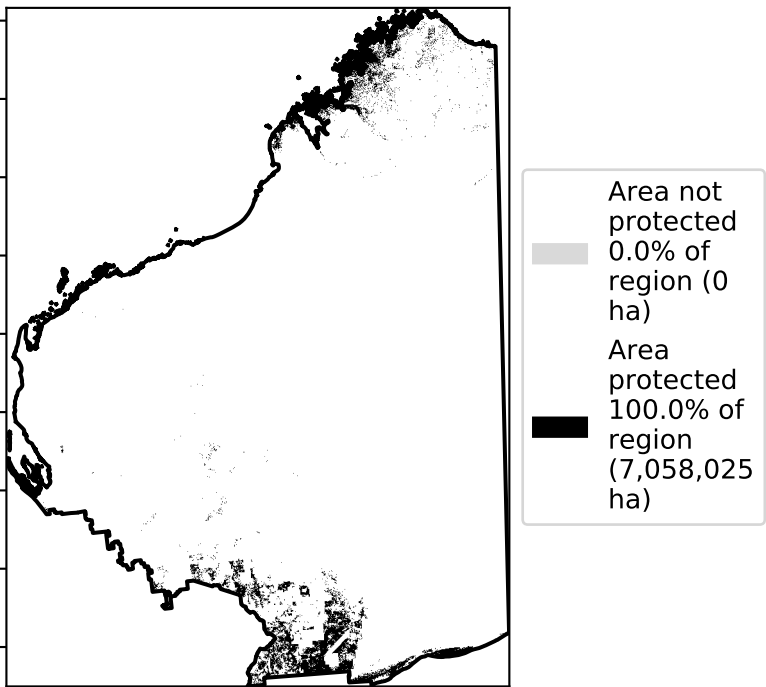 Area not
protected
0.0% of
region (0
ha)
Area
protected
100.0% of
region
(7,058,025
ha)